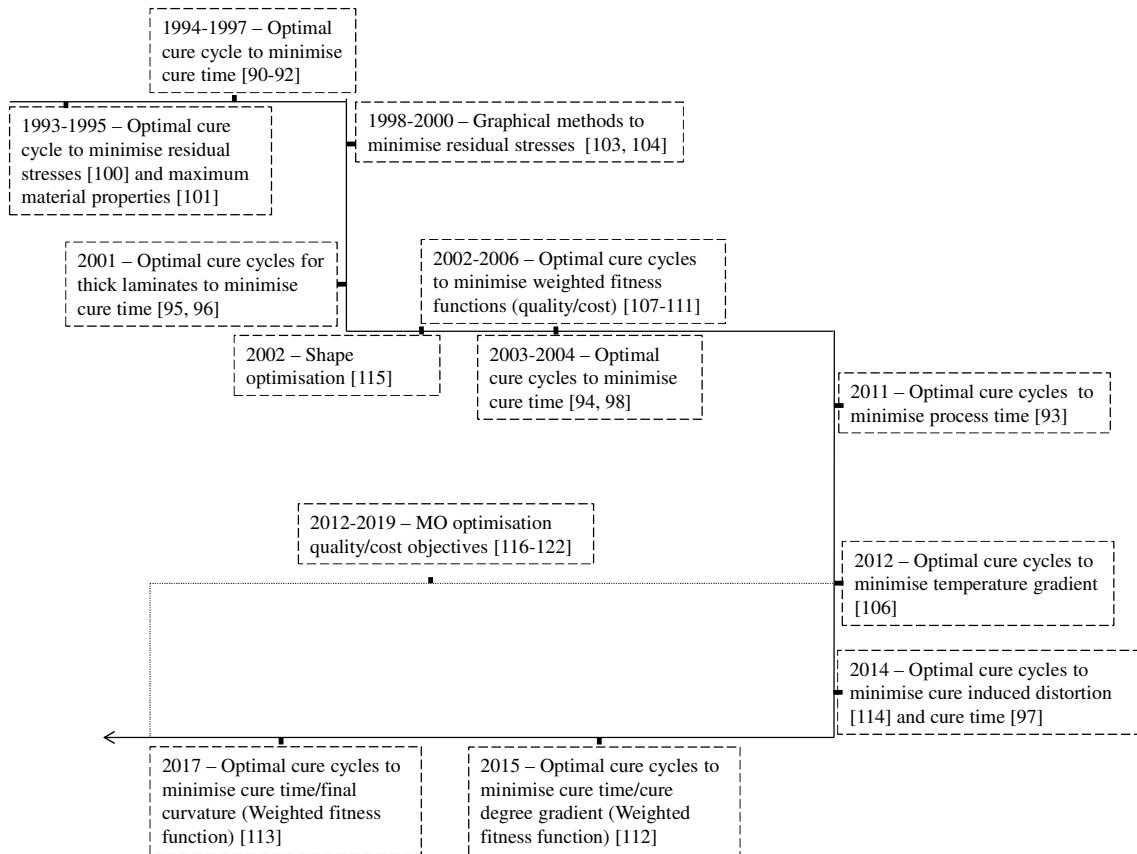 1994-1997 – Optimal
cure cycle to minimise
cure time [90-92]
1993-1995 – Optimal cure
cycle to minimise residual
stresses [100] and maximum
material properties [101]
1998-2000 – Graphical methods to
minimise residual stresses [103, 104]
2001 – Optimal cure cycles for
thick laminates to minimise
cure time [95, 96]
2002-2006 – Optimal cure cycles
to minimise weighted fitness
functions (quality/cost) [107-111]
2002 – Shape
optimisation [115]
2003-2004 – Optimal
cure cycles to minimise
cure time [94, 98]
2011 – Optimal cure cycles to
minimise process time [93]
2012-2019 – MO optimisation
quality/cost objectives [116-122]
2012 – Optimal cure cycles to
minimise temperature gradient
[106]
2014 – Optimal cure cycles to
minimise cure induced distortion
[114] and cure time [97]
2017 – Optimal cure cycles to
minimise cure time/final
curvature (Weighted fitness
function) [113]
2015 – Optimal cure cycles to
minimise cure time/cure
degree gradient (Weighted
fitness function) [112]